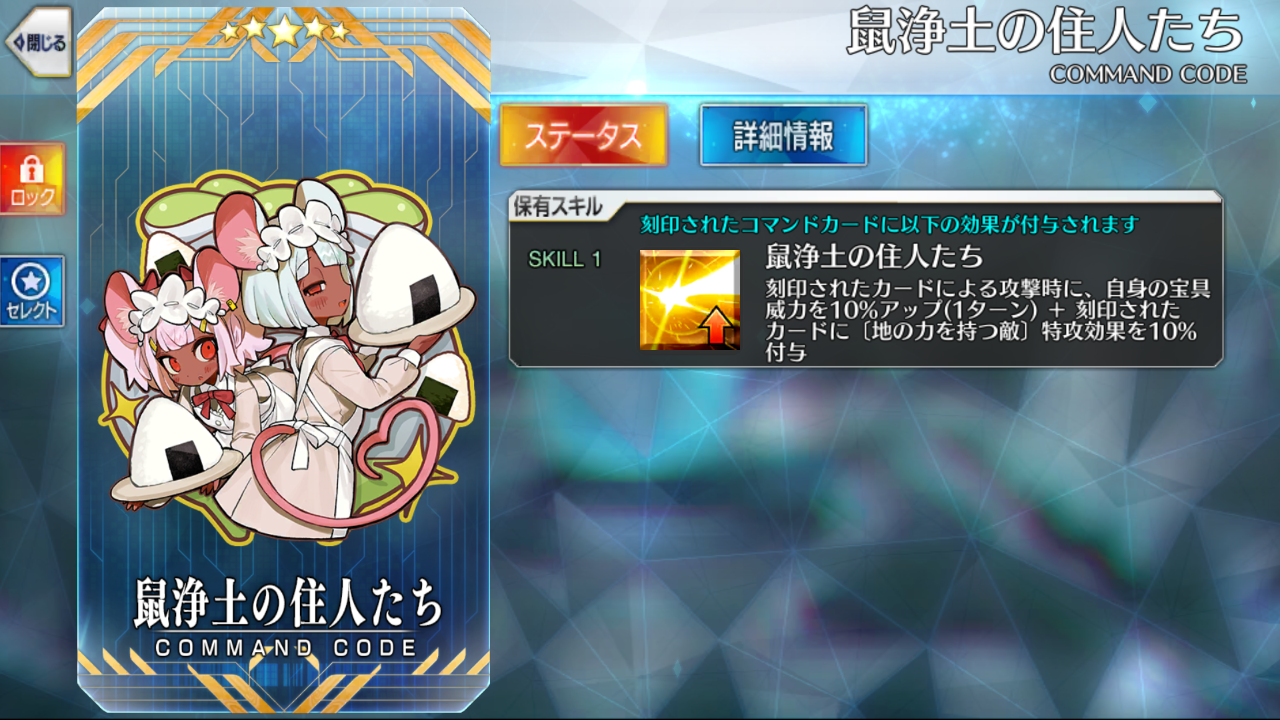 閉じる
鼠浄土の住人たち
COMMAND CODE
ステータス
詳細情報
ロック
セレクト
保有スキル
刻印されたコマンドカードに以下の効果が付与されます
SKILL 1
鼠浄土の住人たち
刻印されたカードによる攻撃時に、自身の宝具
威力を10%アップ(1ターン) + 刻印された
カードに〔地の力を持つ敵〕特攻効果を10%
付与
鼠浄土の住人たち
COMMAND CODE